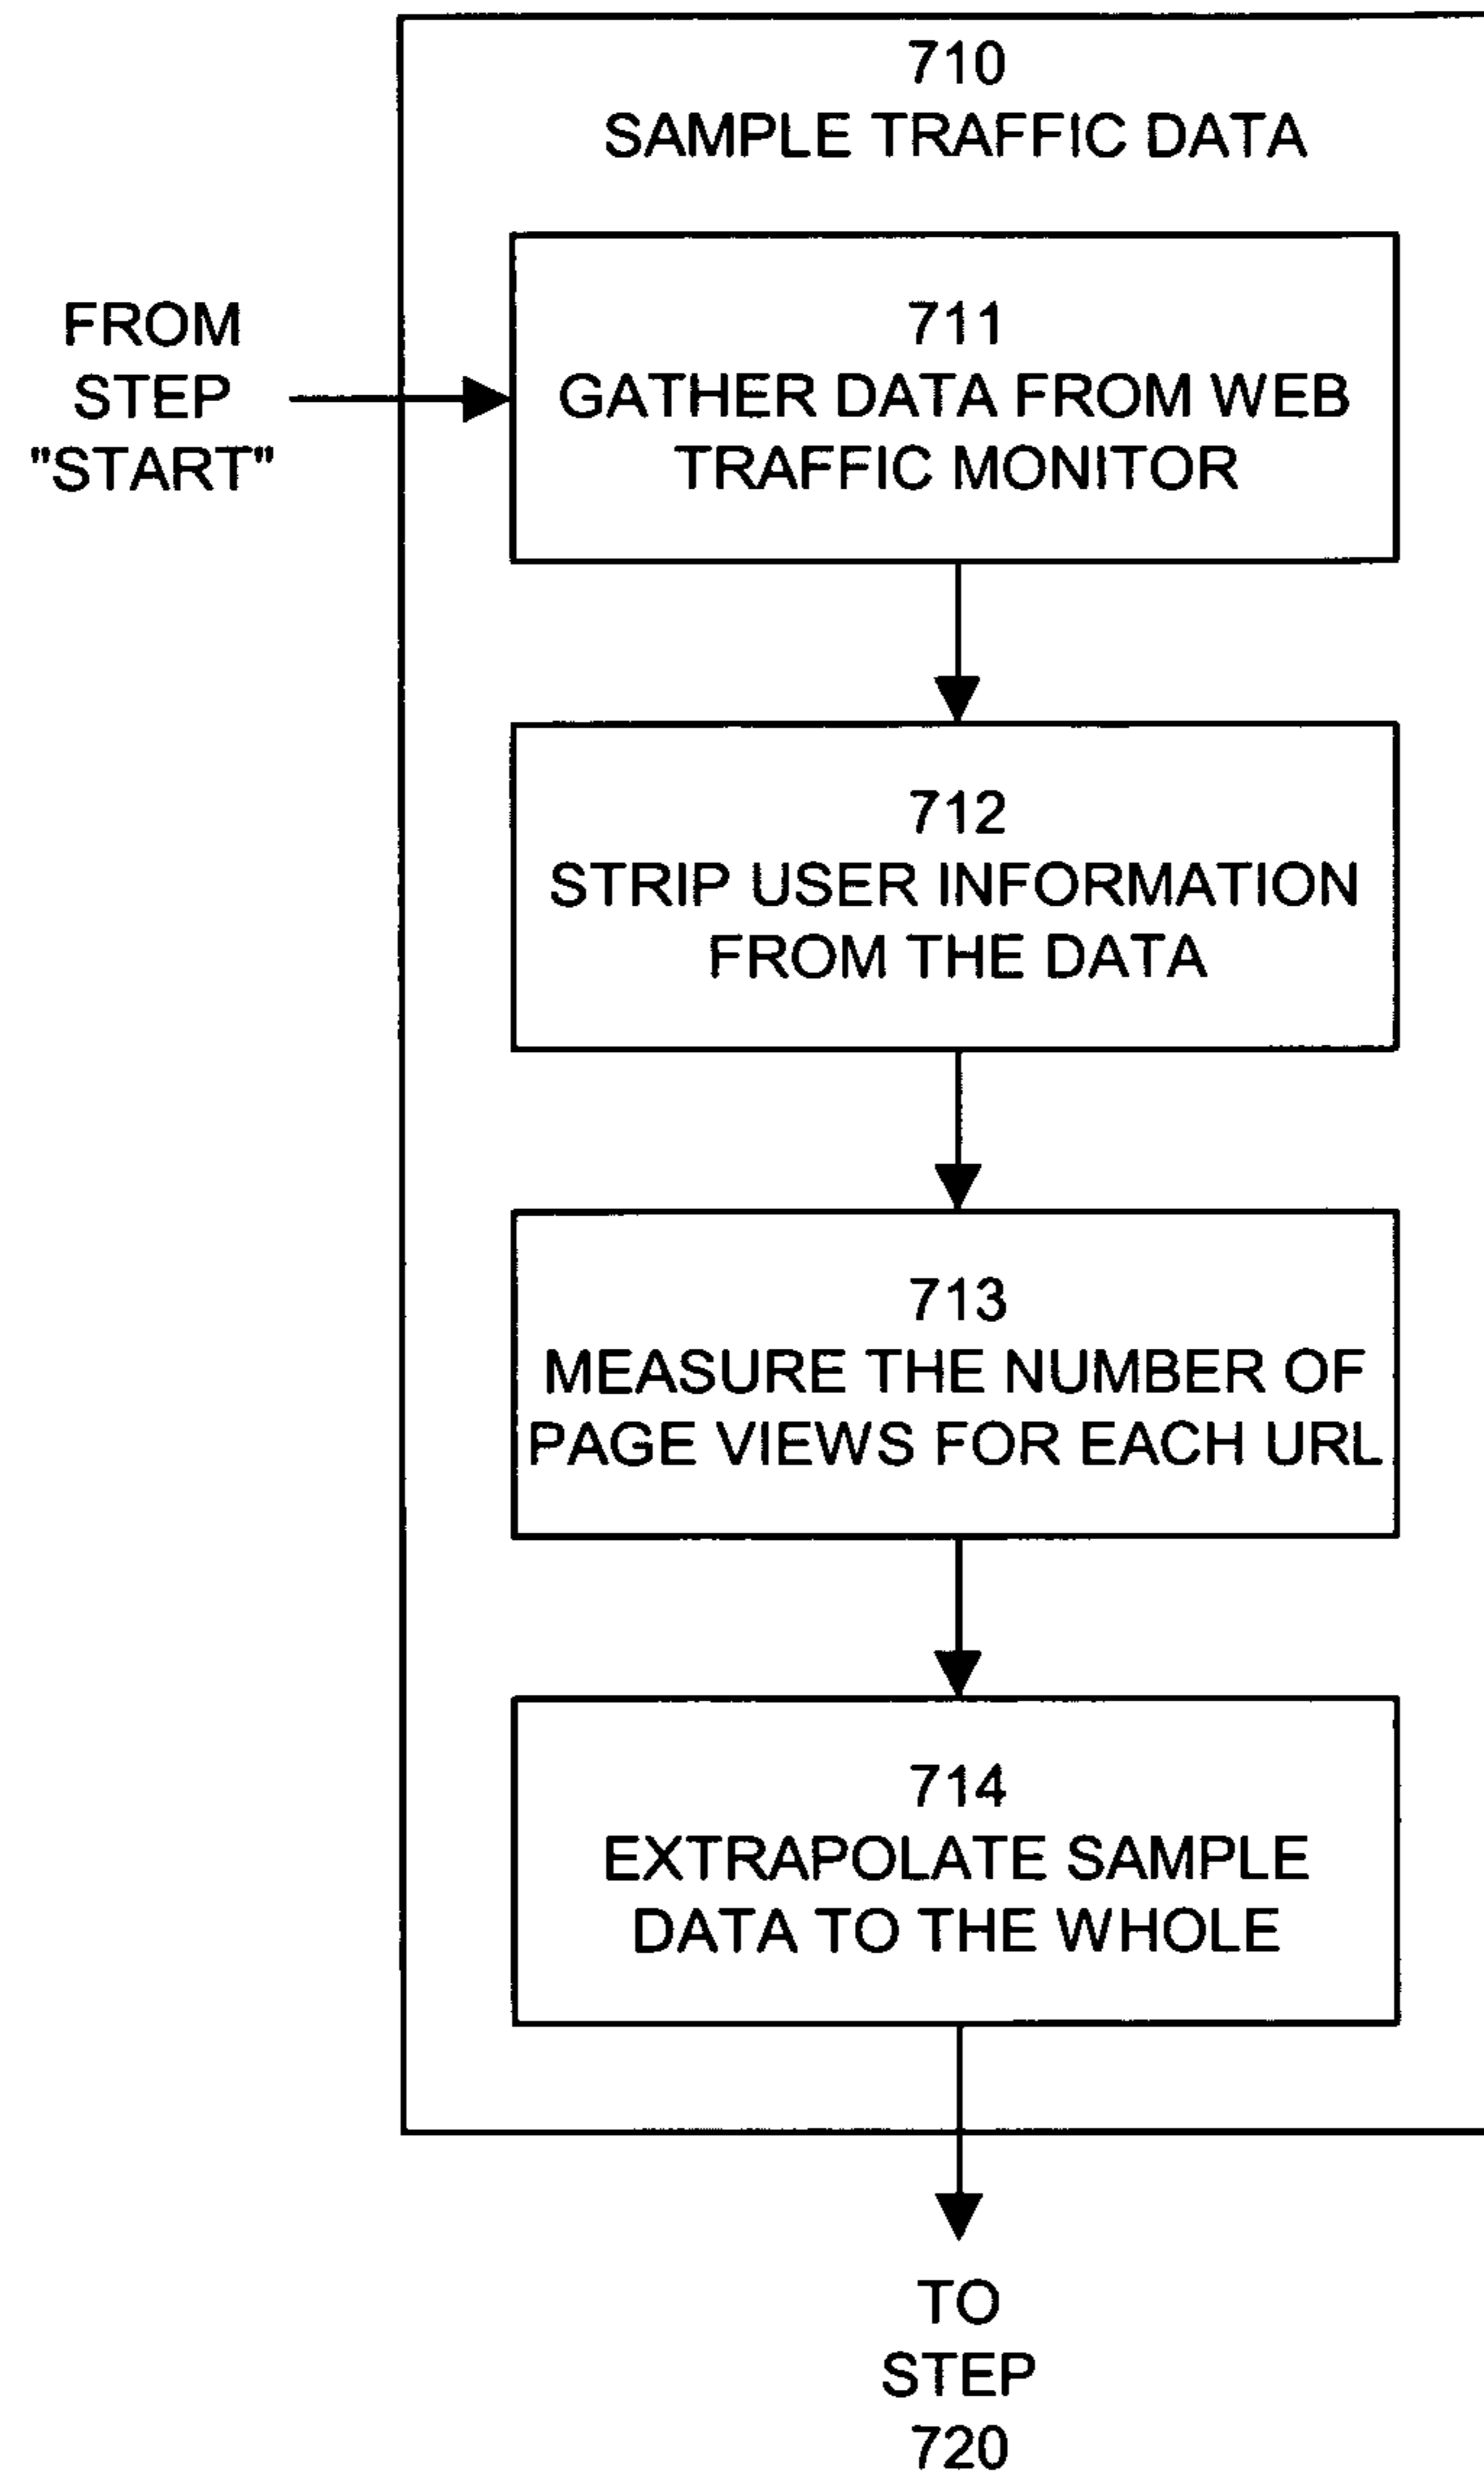 710
SAMPLE TRAFFIC DATA
FROM
STEP
"START"
711
GATHER DATA FROM WEB
TRAFFIC MONITOR
712
STRIP USER INFORMATION
FROM THE DATA
713
MEASURE THE NUMBER OF
PAGE VIEWS FOR EACH URL
714
EXTRAPOLATE SAMPLE
DATA TO THE WHOLE
TO
STEP
720